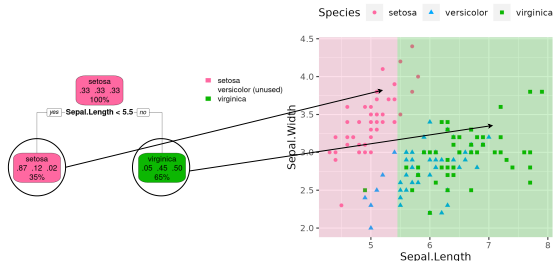 Species setosa versicolor virginica
setosa
.33 .33 .33
100%
yes Sepal.Length < 5.5 no
setosa
versicolor (unused)
virginica
setosa
.87 .12 .02
35%
virginica
.05 .45 .50
65%
Sepal.Width
4.5
4.0
3.5
3.0
2.5
2.0
5 6 7 8
Sepal.Length